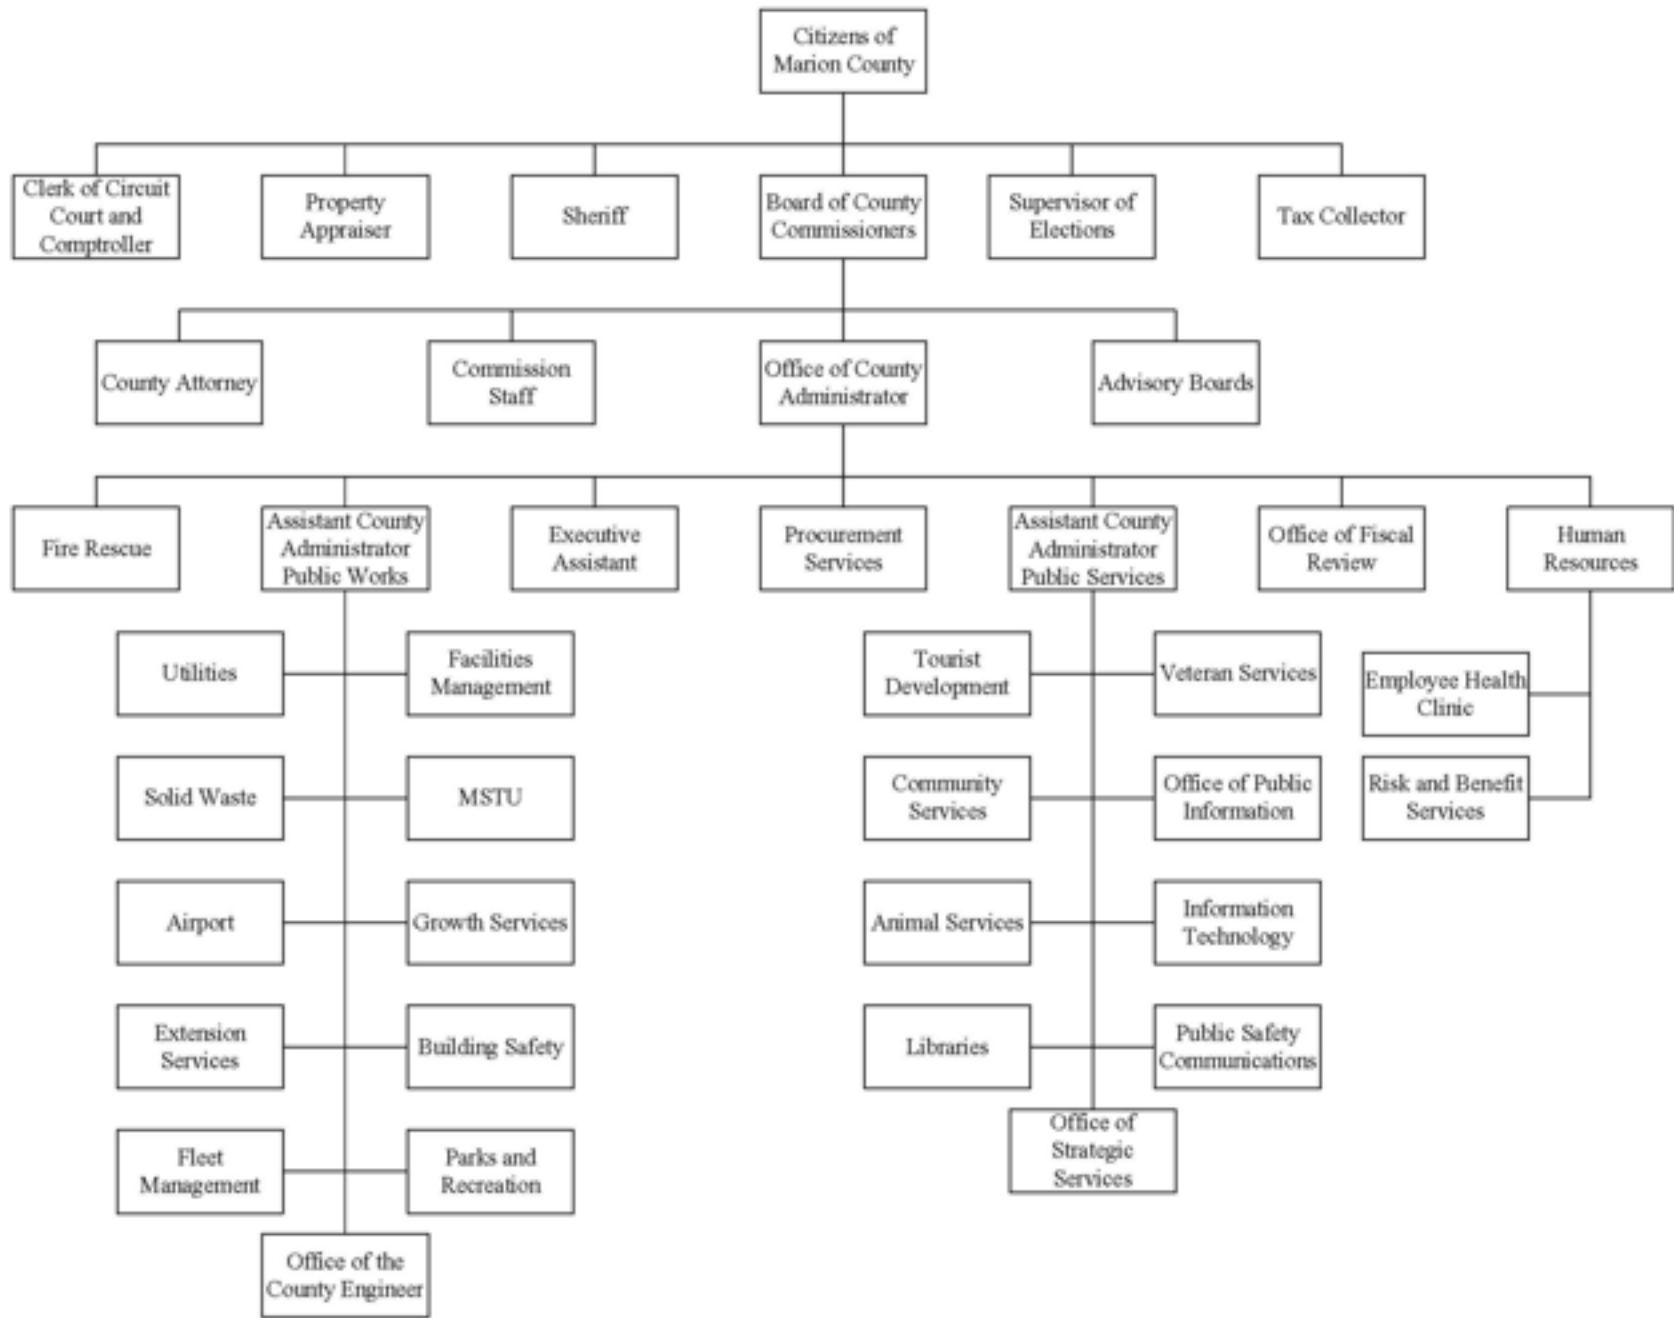 Citizens of
Marion County
Clerk of Circuit
Court and
Comptroller
Property
Appraiser
Sheriff
Board of County
Commissioners
Supervisor of
Elections
Tax Collector
County Attorney
Commission
Staff
Office of County
Administrator
Advisory Boards
Fire Rescue
Assistant County
Administrator
Public Works
Executive
Assistant
Procurement
Services
Assistant County
Administrator
Public Services
Office of Fiscal
Review
Human
Resources
Utilities
Facilities
Management
Solid Waste
MSTU
Airport
Growth Services
Extension
Services
Building Safety
Fleet
Management
Parks and
Recreation
Office of the
County Engineer
Tourist
Development
Veteran Services
Community
Services
Office of Public
Information
Animal Services
Information
Technology
Libraries
Public Safety
Communications
Office of
Strategic
Services
Employee Health
Clinic
Risk and Benefit
Services